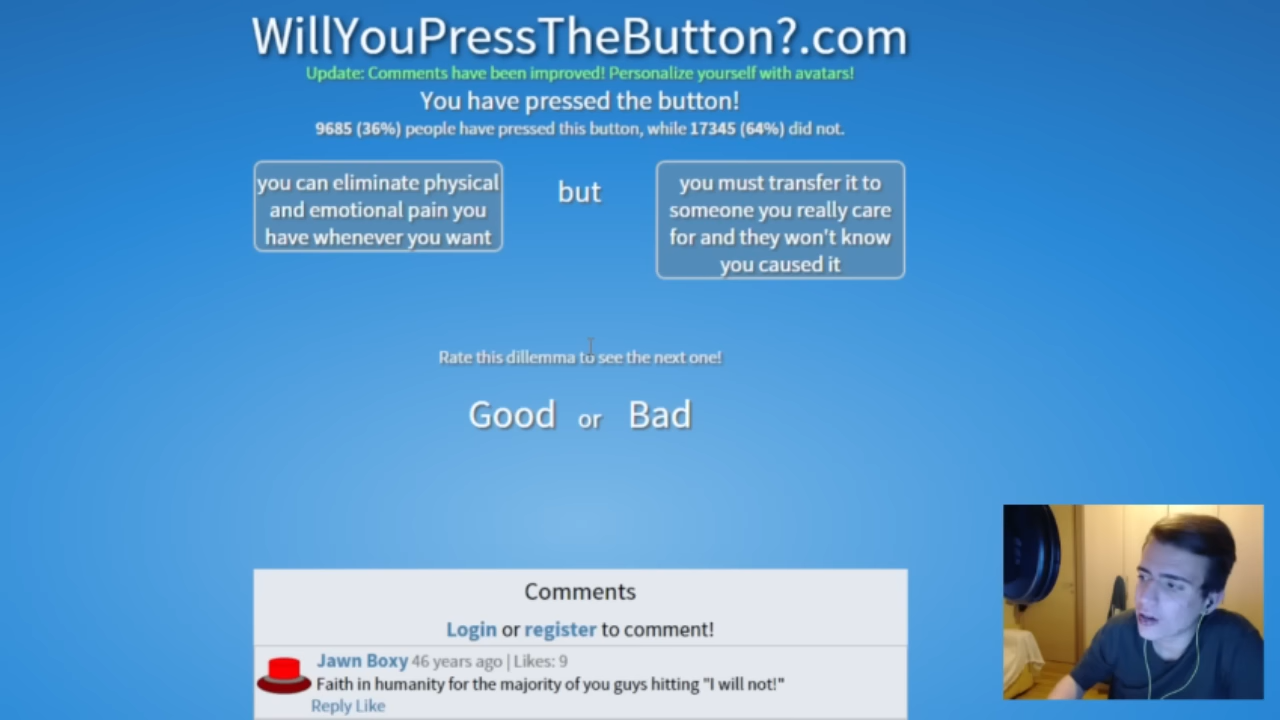 WillYouPressTheButton?.com
Update: Comments have been improved! Personalize yourself with avatars!
You have pressed the button!
9685 (36%) people have pressed this button, while 17345 (64%) did not.
you can eliminate physical
and emotional pain you
have whenever you want
but
you must transfer it to
someone you really care
for and they won't know
you caused it
Rate this dillemma to see the next one!
Good or Bad
Comments
Login or register to comment!
Jawn Boxy 46 years ago | Likes: 9
Faith in humanity for the majority of you guys hitting "I will not!"
Reply Like